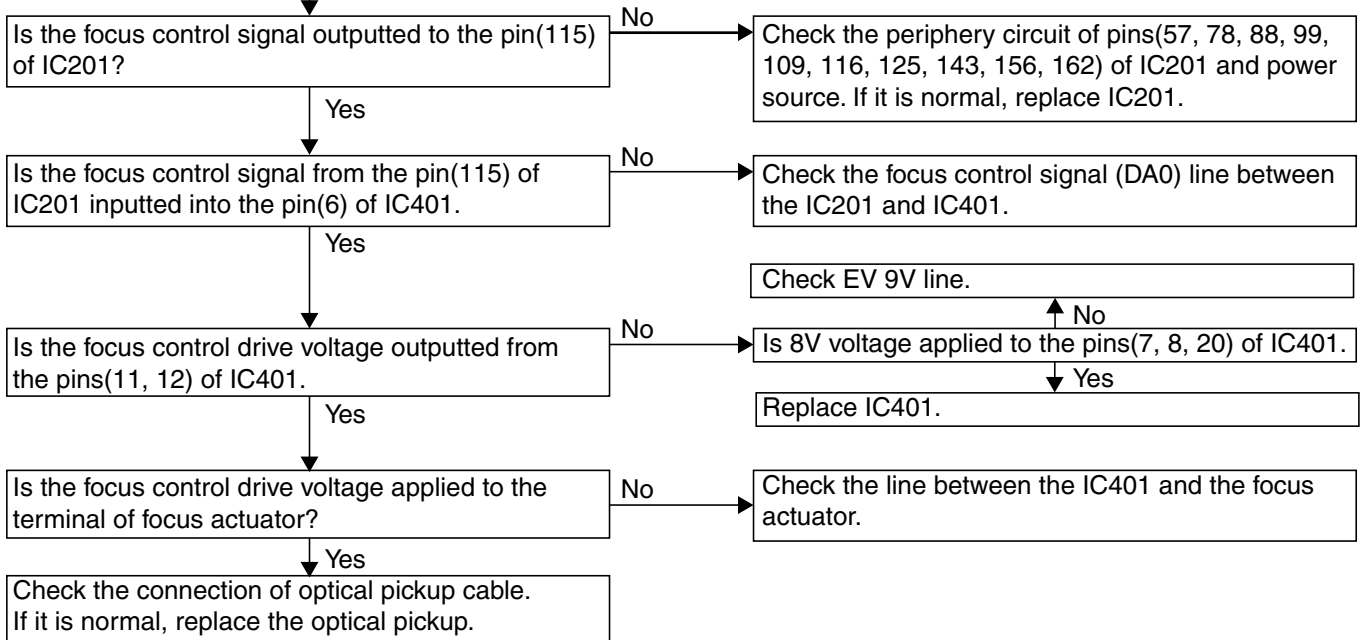 Is the focus control signal outputted to the pin(115)
of IC201?
No
Check the periphery circuit of pins(57, 78, 88, 99,
109, 116, 125, 143, 156, 162) of IC201 and power
source. If it is normal, replace IC201.
Yes
Is the focus control signal from the pin(115) of
IC201 inputted into the pin(6) of IC401.
No
Check the focus control signal (DA0) line between
the IC201 and IC401.
Yes
Check EV 9V line.
No
Is the focus control drive voltage outputted from
the pins(11, 12) of IC401.
No
Is 8V voltage applied to the pins(7, 8, 20) of IC401.
Yes
Replace IC401.
Yes
Is the focus control drive voltage applied to the
terminal of focus actuator?
No
Check the line between the IC401 and the focus
actuator.
Yes
Check the connection of optical pickup cable.
If it is normal, replace the optical pickup.